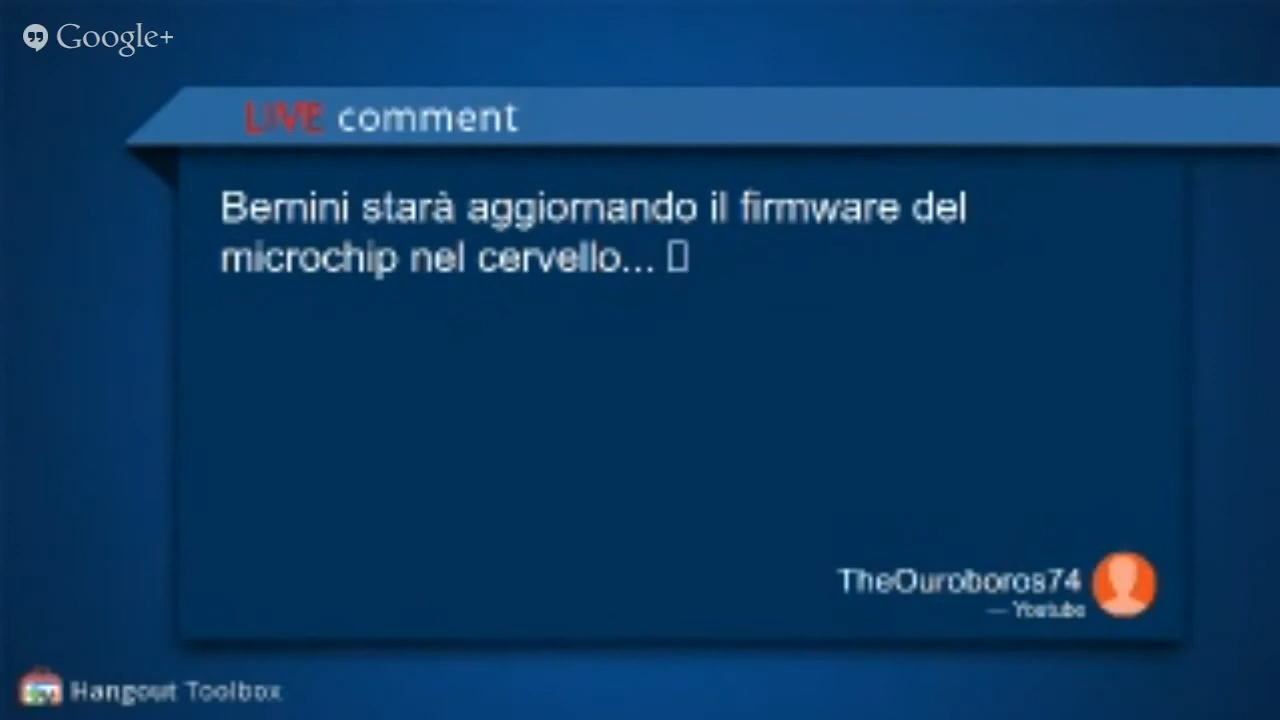 Google+
LIVE comment
Bernini starà aggiornando il firmware del
microchip nel cervello...
TheOuroboros74
— Youtube
Hangout Toolbox